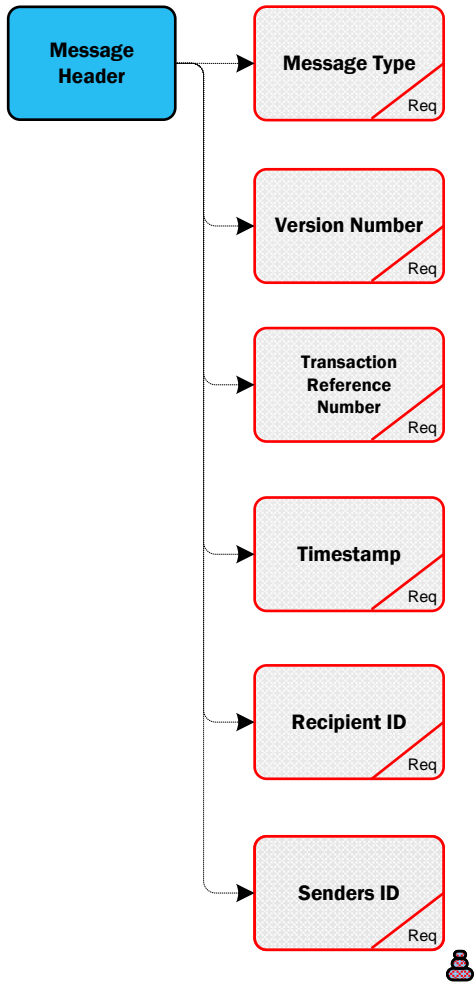 Message
Header
Message Type
Req
Version Number
Req
Transaction
Reference
Number
Req
Timestamp
Req
Recipient ID
Req
Senders ID
Req